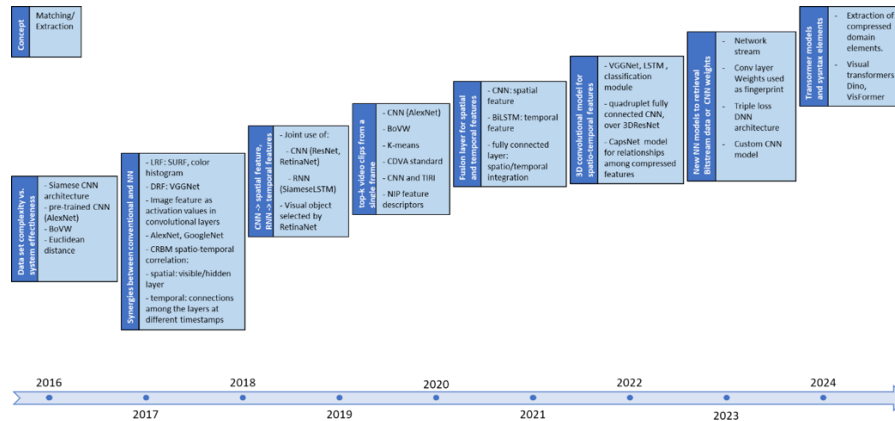 Concept
Matching/
Extraction
Data set complexity vs.
system effectiveness
- Siamese CNN
architecture
- pre-trained CNN
(AlexNet)
- BoVW
- Euclidean
distance
Synergies between conventional and NN
- LRF: SURF, color
histogram
- DRF: VGGNet
- Image feature as
activation values in
convolutional layers
- AlexNet, GoogleNet
- CRBM spatio-temporal
correlation:
- spatial: visible/hidden
layer
- temporal: connections
among the layers at
different timestamps
CNN -> spatial feature,
RNN -> temporal features
- Joint use of:
- CNN (ResNet,
RetinaNet)
- RNN
(SiameseLSTM)
- Visual object
selected by
RetinaNet
top-k video clips from a
single frame
- CNN (AlexNet)
- BoVW
- K-means
- CDVA standard
- CNN and TIRI
- NIP feature
descriptors
Fusion layer for spatial
and temporal features
- CNN: spatial
feature
- BiLSTM: temporal
feature
- fully connected
layer:
spatial/temporal
integration
3D convolutional model for
spatio-temporal features
- VGGNet, LSTM ,
classification
module
- quadruplet fully
connected CNN,
over 3DResNet
- CapsNet model
for relationships
among compressed
features
New NN models to retrieval
Bitstream data or CNN weights
- Network
stream
- Conv layer
Weights used
as fingerprint
- Triple loss
DNN
architecture
- Custom CNN
model
Transormer models
and sysntax elements
- Extraction of
compressed
domain
elements.
- Visual
transformers
Dino,
VisFormer
2016
2017
2018
2019
2020
2021
2022
2023
2024